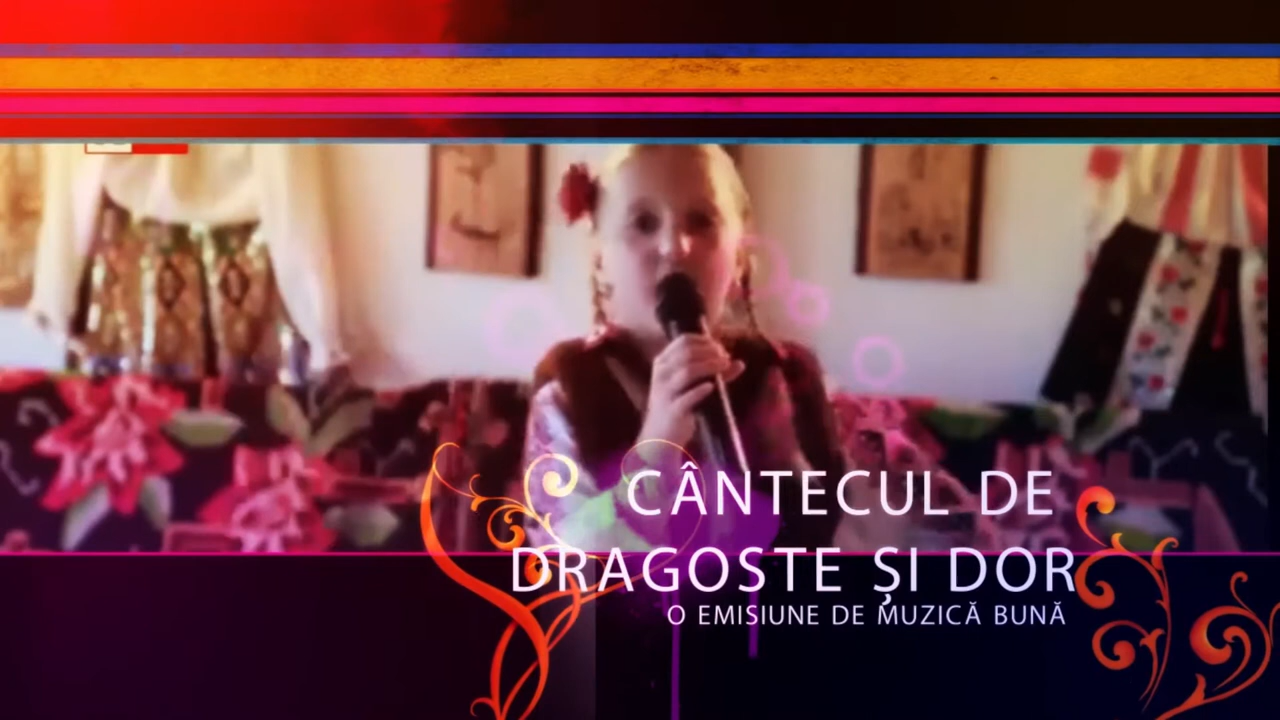 CÂNTECUL DE
DRAGOSTE ȘI DOR
O EMISIUNE DE MUZICĂ BUNĂ